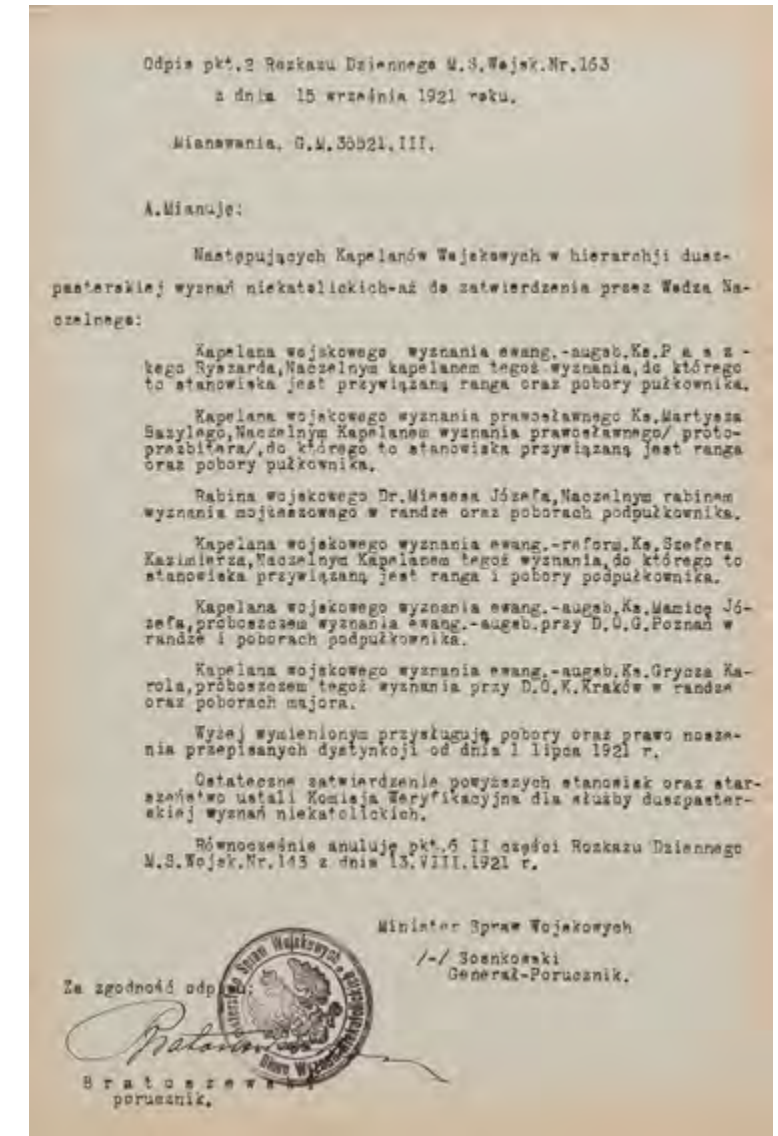 Odpis pkt.2 Rozkazu Dziennego M.S.Wojsk.Nr.163
z dnia 15 września 1921 roku.
Mianowania. G.M.35521.III.
A.Mianuję:
Następujących Kapelanów Wojskowych w hierarchji dusz-
pasterskiej wyznań niekatolickich-aż do zatwierdzenia przez Wodza Na-
czelnego:
Kapelana wojskowego wyznania ewang.-augsb.Ks.P a s z -
kego Ryszarda,Naczelnym kapelanem tegoż wyznania,do którego
to stanowiska jest przywiązaną ranga oraz pobory pułkownika.
Kapelana wojskowego wyznania prawosławnego Ks.Martysza
Bazylego,Naczelnym Kapelanem wyznania prawosławnego/ proto-
prezbitera/,do którego to stanowiska przywiązaną jest ranga
oraz pobory pułkownika.
Rabina wojskowego Dr.Miesesa Józefa,Naczelnym rabinem
wyznania mojżeszowego w randze oraz poborach podpułkownika.
Kapelana wojskowego wyznania ewang.-reform.Ks.Szefera
Kazimierza,Naczelnym Kapelanem tegoż wyznania,do którego to
stanowiska przywiązaną jest ranga i pobory podpułkownika.
Kapelana wojskowego wyznania ewang.-augsb.Ks.Mamicę Jó-
zefa,proboszczem wyznania ewang.-augsb.przy D.O.G.Poznań w
randze i poborach podpułkownika.
Kapelana wojskowego wyznania ewang.-augsb.Ks.Grycza Ka-
rola,proboszczem tegoż wyznania przy D.O.K.Kraków w randze
oraz poborach majora.
Wyżej wymienionym przysługują pobory oraz prawo nosze-
nia przepisanych dystynkcji od dnia 1 lipca 1921 r.
Ostateczne zatwierdzenie powyższych stanowisk oraz star-
szeństwo ustali Komisja Weryfikacyjna dla służby duszpaster-
skiej wyznań niekatolickich.
Równocześnie anuluję pkt.6 II części Rozkazu Dziennego
M.S.Wojsk.Nr.143 z dnia 13.VIII.1921 r.
Minister Spraw Wojskowych
/-/ Sosnkowski
Generał-Porucznik.
Za zgodność odpisu:
Spraw Wojskowych
B r a t o s z e w s k i
porucznik.